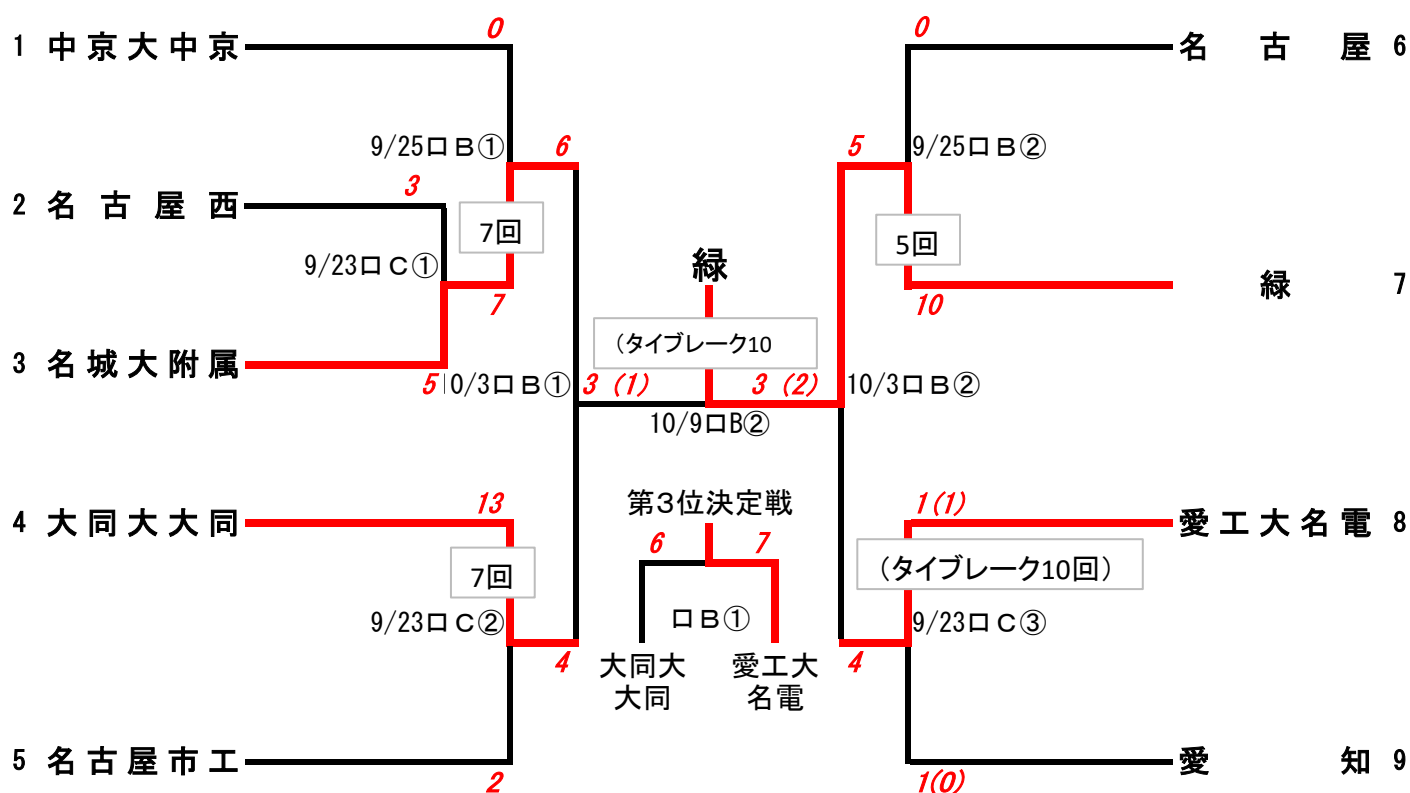 1 中京大中京
0
0
名古屋 6
9/25ロB①
6
5
9/25ロB②
2 名古屋西
3
7回
5回
9/23ロC①
緑
緑 7
7
10
(タイブレーク10
3 名城大附属
5
10/3ロB①
3 (1)
3 (2)
10/3ロB②
10/9ロB②
4 大同大大同
13
第3位決定戦
1(1)
愛工大名電 8
6
7
7回
(タイブレーク10回)
9/23ロC②
ロB①
9/23ロC③
4
大同大
大同
愛工大
名電
4
5 名古屋市工
2
1(0)
愛知 9